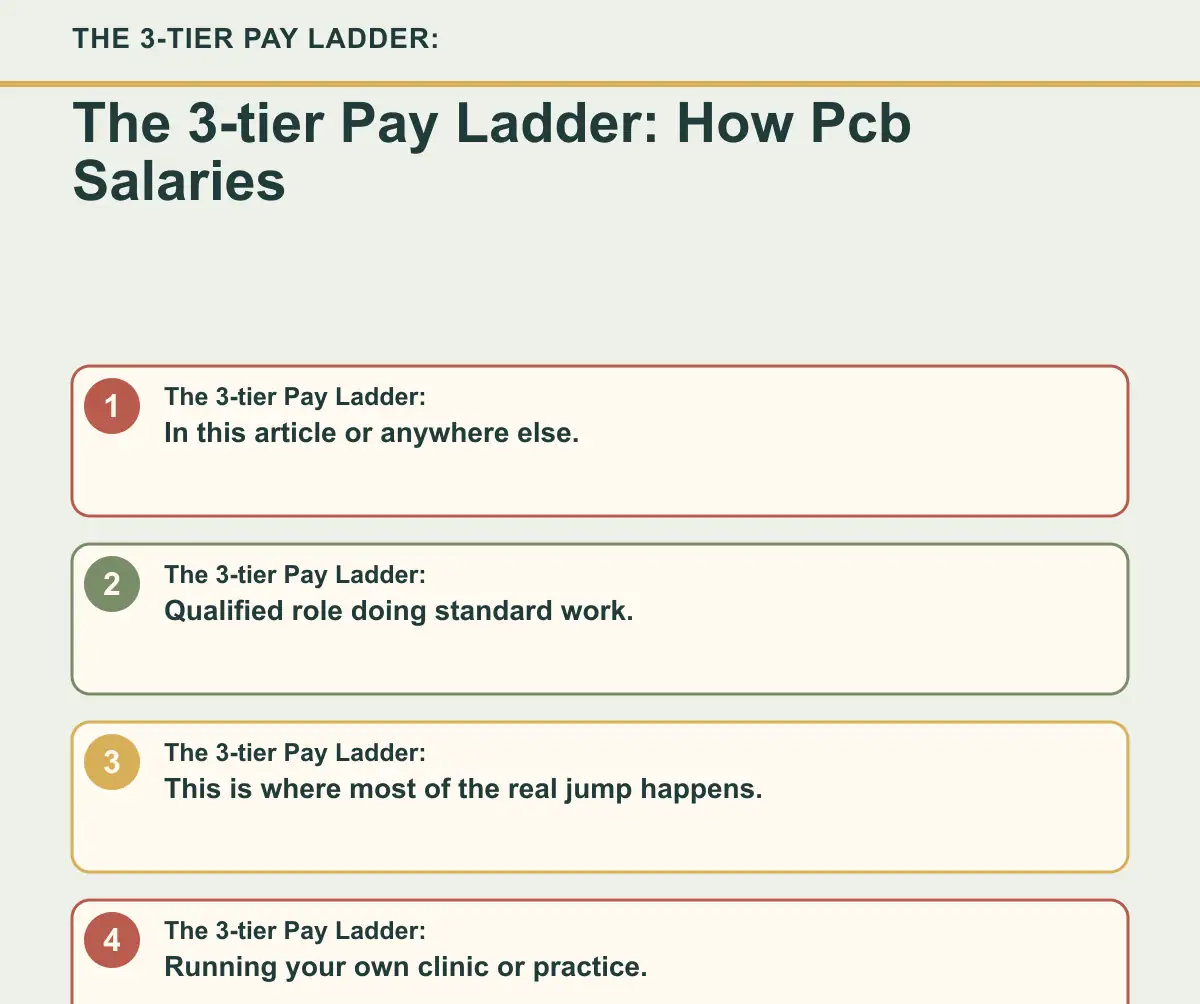 THE 3-TIER PAY LADDER:
The 3-tier Pay Ladder: How Pcb
Salaries
1
The 3-tier Pay Ladder:
In this article or anywhere else.
2
The 3-tier Pay Ladder:
Qualified role doing standard work.
3
The 3-tier Pay Ladder:
This is where most of the real jump happens.
4
The 3-tier Pay Ladder:
Running your own clinic or practice.